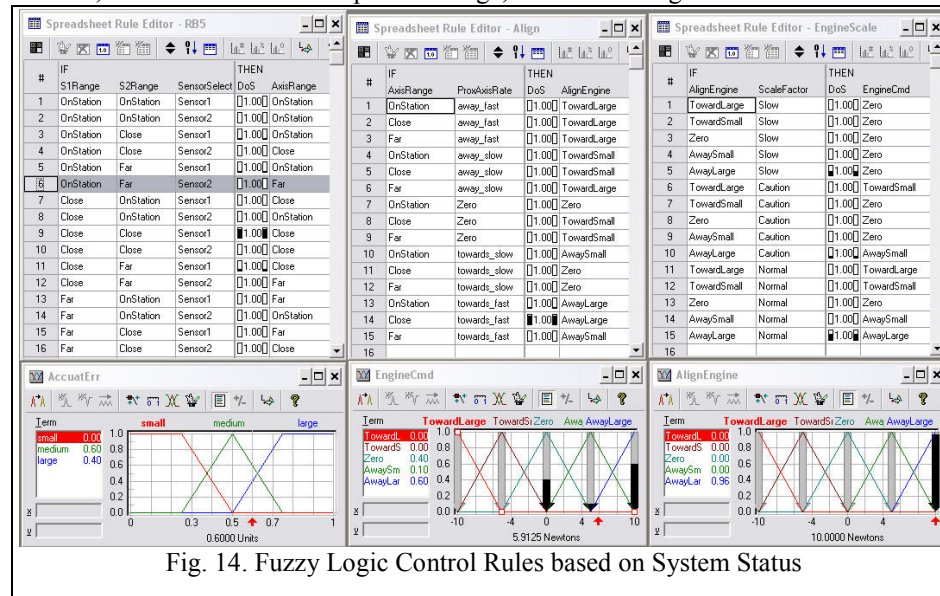 Spreadsheet Rule Editor - RB5
# IF THEN
S1Range S2Range SensorSelect DoS AxisRange
1 OnStation OnStation Sensor1 1.00 OnStation
2 OnStation OnStation Sensor2 1.00 OnStation
3 OnStation Close Sensor1 1.00 OnStation
4 OnStation Close Sensor2 1.00 Close
5 OnStation Far Sensor1 1.00 OnStation
6 OnStation Far Sensor2 1.00 Far
7 Close OnStation Sensor1 1.00 Close
8 Close OnStation Sensor2 1.00 OnStation
9 Close Close Sensor1 1.00 Close
10 Close Close Sensor2 1.00 Close
11 Close Far Sensor1 1.00 Close
12 Close Far Sensor2 1.00 Far
13 Far OnStation Sensor1 1.00 Far
14 Far OnStation Sensor2 1.00 OnStation
15 Far Close Sensor1 1.00 Far
16 Far Close Sensor2 1.00 Close
Spreadsheet Rule Editor - Align
# IF THEN
AxisRange ProxAxisRate DoS AlignEngine
1 OnStation away_fast 1.00 TowardLarge
2 Close away_fast 1.00 TowardLarge
3 Far away_fast 1.00 TowardLarge
4 OnStation away_slow 1.00 TowardSmall
5 Close away_slow 1.00 TowardSmall
6 Far away_slow 1.00 TowardLarge
7 OnStation Zero 1.00 Zero
8 Close Zero 1.00 TowardSmall
9 Far Zero 1.00 TowardSmall
10 OnStation towards_slow 1.00 AwaySmall
11 Close towards_slow 1.00 Zero
12 Far towards_slow 1.00 Zero
13 OnStation towards_fast 1.00 AwayLarge
14 Close towards_fast 1.00 AwayLarge
15 Far towards_fast 1.00 AwaySmall
16
Spreadsheet Rule Editor - EngineScale
# IF THEN
AlignEngine ScaleFactor DoS EngineCmd
1 TowardLarge Slow 1.00 Zero
2 TowardSmall Slow 1.00 Zero
3 Zero Slow 1.00 Zero
4 AwaySmall Slow 1.00 Zero
5 AwayLarge Slow 1.00 Zero
6 TowardLarge Caution 1.00 TowardSmall
7 TowardSmall Caution 1.00 Zero
8 Zero Caution 1.00 Zero
9 AwaySmall Caution 1.00 Zero
10 AwayLarge Caution 1.00 AwaySmall
11 TowardLarge Normal 1.00 TowardLarge
12 TowardSmall Normal 1.00 TowardSmall
13 Zero Normal 1.00 Zero
14 AwaySmall Normal 1.00 AwaySmall
15 AwayLarge Normal 1.00 AwayLarge
16
AccuatErr
Term small medium large
small 0.00
medium 0.60
large 0.40
1.0
0.8
0.6
0.4
0.2
0.0
0 0.3 0.5 0.7 1
x
y
0.6000 Units
EngineCmd
Term TowardLarge TowardSi Zero Awa AwayLarge
TowardL 0.00
TowardS 0.00
Zero 0.40
AwaySm 0.10
AwayLar 0.60
1.0
0.8
0.6
0.4
0.2
0.0
-10 -4 0 4 10
x
y
5.9125 Newtons
AlignEngine
Term TowardLarge TowardSi Zero Awa AwayLarge
TowardL 0.00
TowardS 0.00
Zero 0.00
AwaySm 0.00
AwayLar 0.96
1.0
0.8
0.6
0.4
0.2
0.0
-10 -4 0 4
x
y
10.0000 Newtons
Fig. 14. Fuzzy Logic Control Rules based on System Status